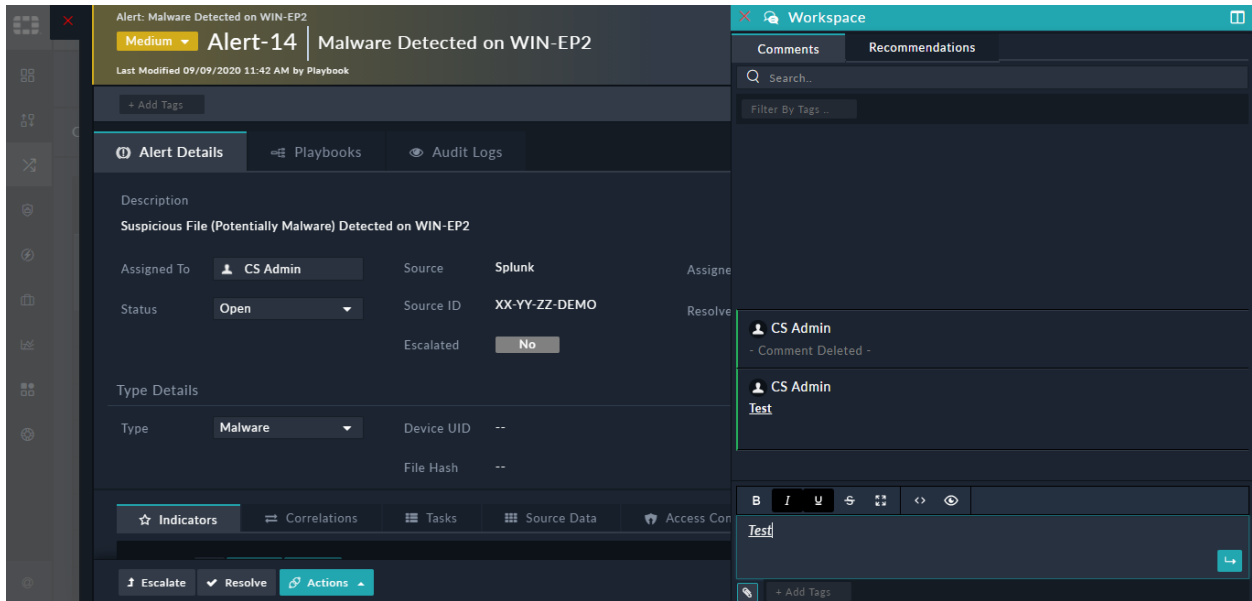 Alert: Malware Detected on WIN-EP2
Medium Alert-14 Malware Detected on WIN-EP2
Last Modified 09/09/2020 11:42 AM by Playbook
+ Add Tags
Alert Details Playbooks Audit Logs
Description
Suspicious File (Potentially Malware) Detected on WIN-EP2
Assigned To CS Admin Source Splunk Assigne
Status Open Source ID XX-YY-ZZ-DEMO Resolve
Escalated No
Type Details
Type Malware Device UID --
File Hash --
Indicators Correlations Tasks Source Data Access Con
Escalate Resolve Actions
Workspace
Comments Recommendations
Search..
Filter By Tags ..
CS Admin
- Comment Deleted -
CS Admin
Test
B I U S <>
Test
+ Add Tags